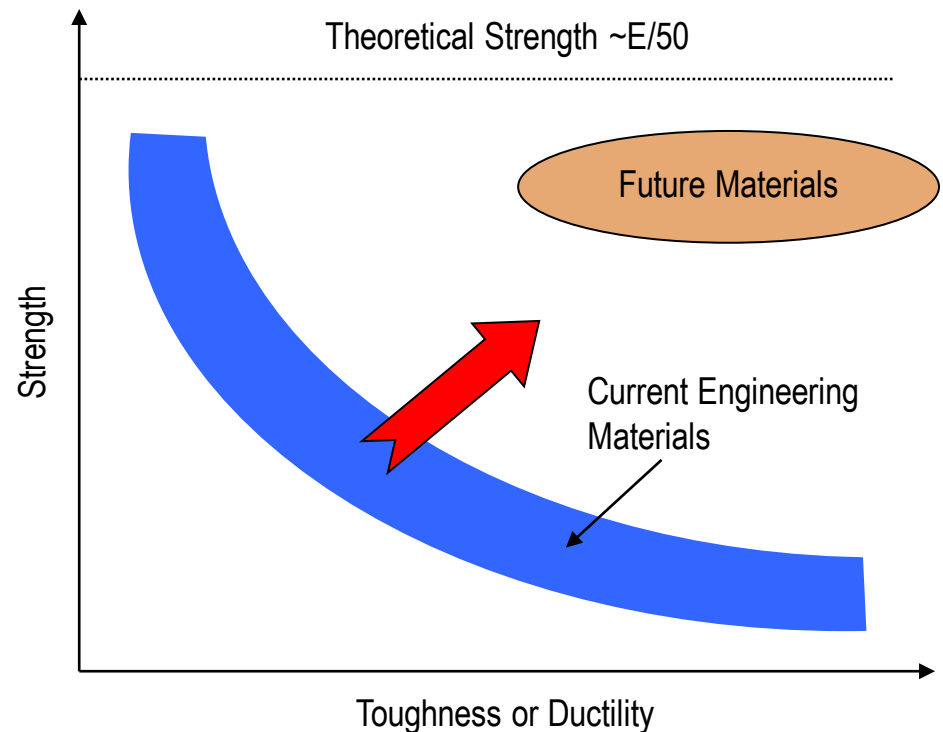 Theoretical Strength ~E/50
Future Materials
Strength
Current Engineering
Materials
Toughness or Ductility